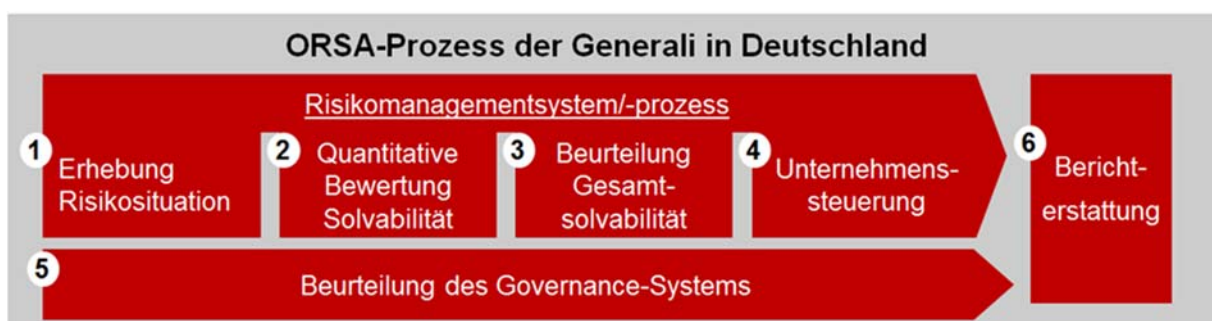 ORSA-Prozess der Generali in Deutschland
Risikomanagementsystem/-prozess
1
Erhebung
Risikosituation
2
Quantitative
Bewertung
Solvabilität
3
Beurteilung
Gesamt-
solvabilität
4
Unternehmens-
steuerung
5
Beurteilung des Governance-Systems
6
Bericht-
erstattung